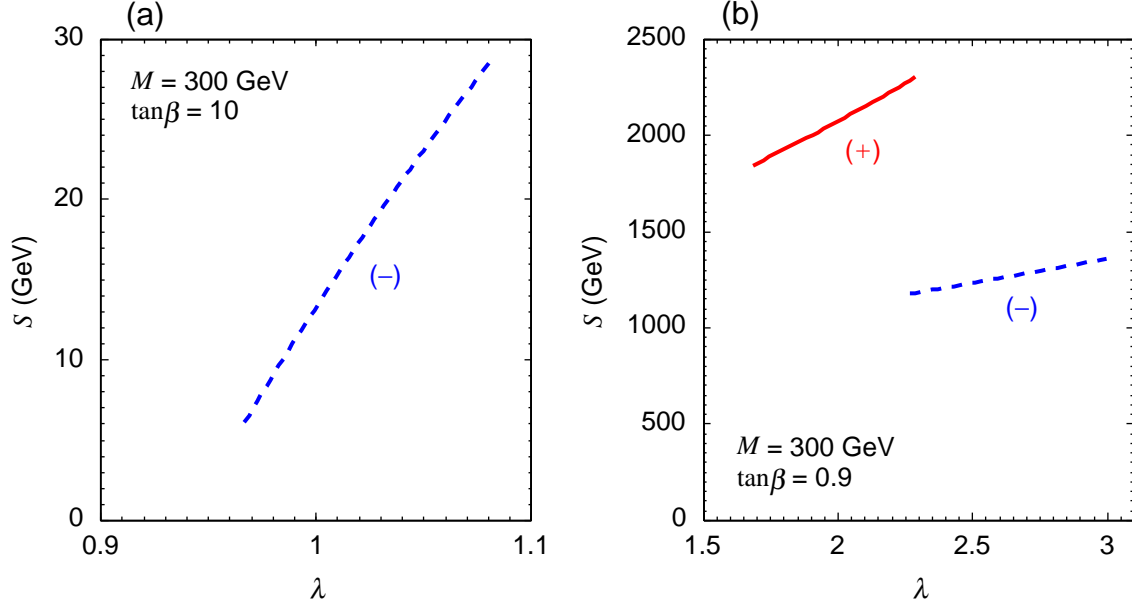 (a)
30
20
10
0
0.9
1
1.1
S (GeV)
λ
M = 300 GeV
tanβ = 10
(−)
(b)
2500
2000
1500
1000
500
0
1.5
2
2.5
3
S (GeV)
λ
(+)
(−)
M = 300 GeV
tanβ = 0.9